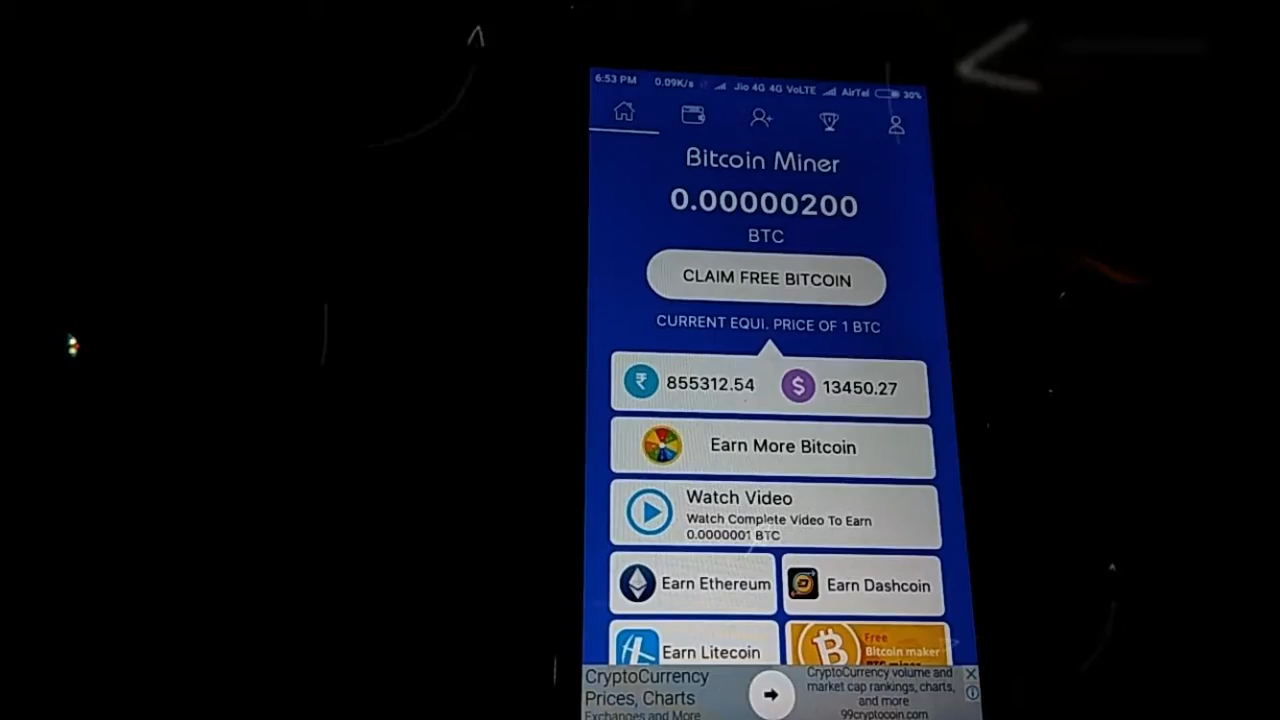 6:53 PM 0.09K/s Jio 4G 4G VoLTE AirTel 30%
Bitcoin Miner
0.00000200
BTC
CLAIM FREE BITCOIN
CURRENT EQUI. PRICE OF 1 BTC
₹ 855312.54 $ 13450.27
Earn More Bitcoin
Watch Video
Watch Complete Video To Earn
0.0000001 BTC
Earn Ethereum Earn Dashcoin
Earn Litecoin
Free
Bitcoin maker
BTC miner
CryptoCurrency
Prices, Charts
Exchanges and More
CryptoCurrency volume and
market cap rankings, charts,
and more
99cryptocoin.com